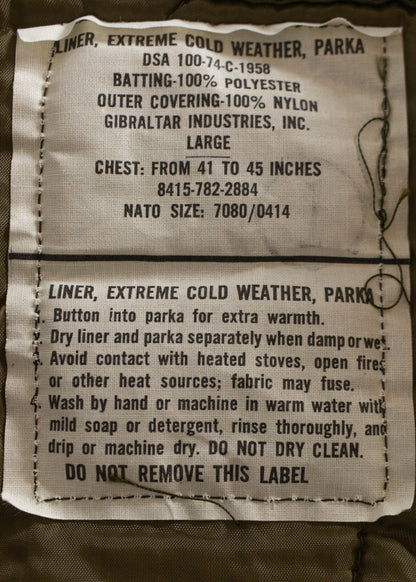 LINER, EXTREME COLD WEATHER, PARKA
DSA 100-74-C-1958
BATTING-100% POLYESTER
OUTER COVERING-100% NYLON
GIBRALTAR INDUSTRIES, INC.
LARGE
CHEST: FROM 41 TO 45 INCHES
8415-782-2884
NATO SIZE: 7080/0414
LINER, EXTREME COLD WEATHER, PARKA
. Button into parka for extra warmth.
. Dry liner and parka separately when damp or wet.
. Avoid contact with heated stoves, open fires
or other heat sources; fabric may fuse.
4. Wash by hand or machine in warm water with
mild soap or detergent, rinse thoroughly, and
drip or machine dry. DO NOT DRY CLEAN.
DO NOT REMOVE THIS LABEL